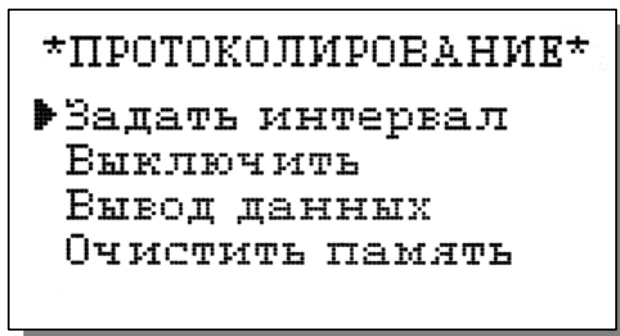 *ПРОТОКОЛИРОВАНИЕ*
Задать интервал
Выключить
Вывод данных
Очистить память